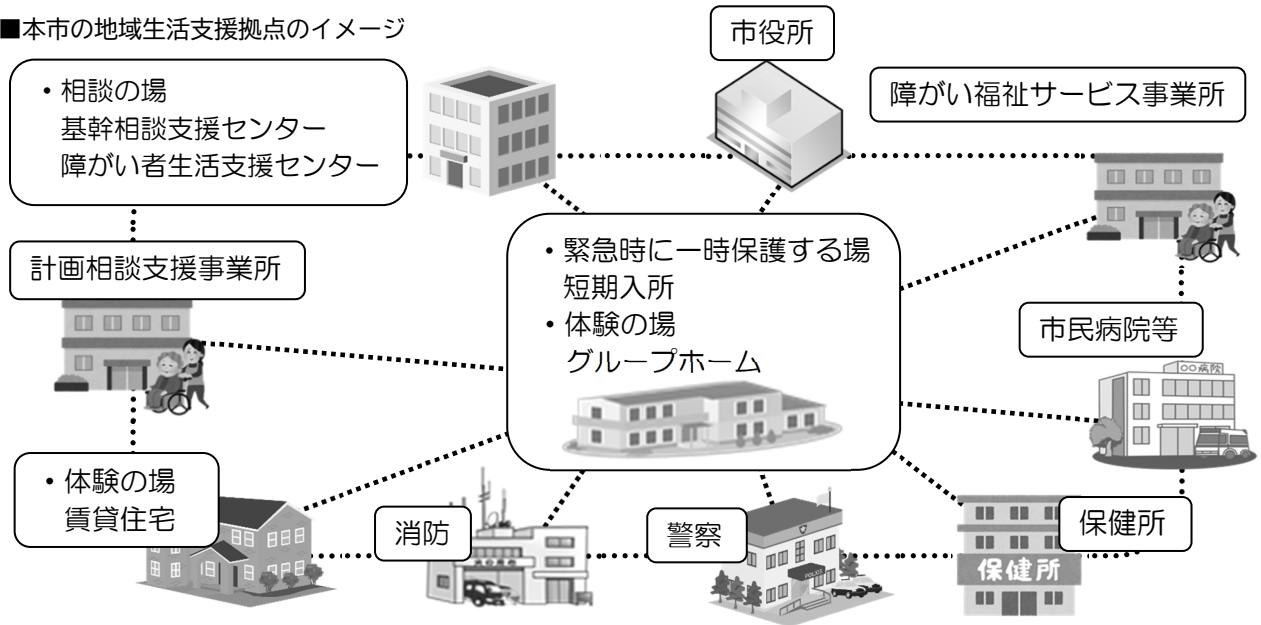 ■本市の地域生活支援拠点のイメージ
市役所
・相談の場
基幹相談支援センター
障がい者生活支援センター
障がい福祉サービス事業所
計画相談支援事業所
・緊急時に一時保護する場
短期入所
・体験の場
グループホーム
市民病院等
○○病院
・体験の場
賃貸住宅
消防
警察
POLICE
保健所
保健所